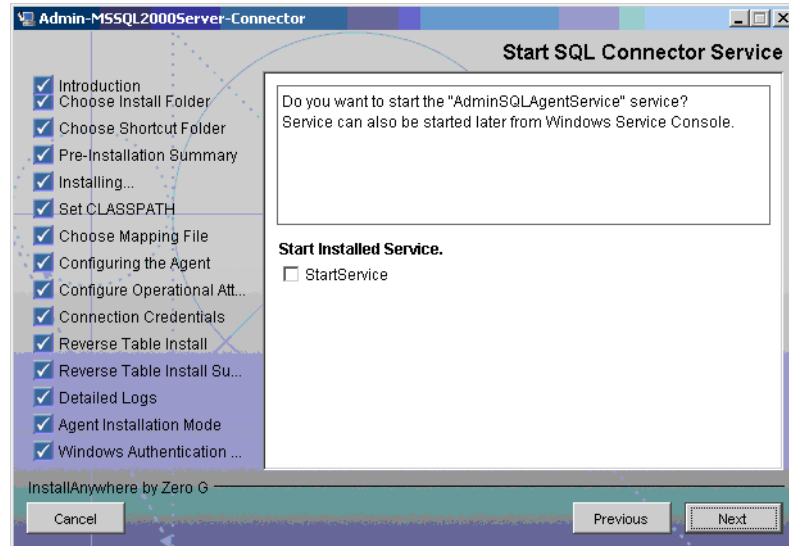 Admin-MSSQL2000Server-Conn
ector
Start SQL Connector Service
Introduction
Choose Install Folder
Choose Shortcut Folder
Pre-Installation Summary
Installing...
Set CLASSPATH
Choose Mapping File
Configuring the Agent
Configure Operational Att...
Connection Credentials
Reverse Table Install
Reverse Table Install Su...
Detailed Logs
Agent Installation Mode
Windows Authentication ...
Do you want to start the "AdminSQLAgentService" service?
Service can also be started later from Windows Service Console.
Start Installed Service.
StartService
InstallAnywhere by Zero G
Cancel
Previous
Next